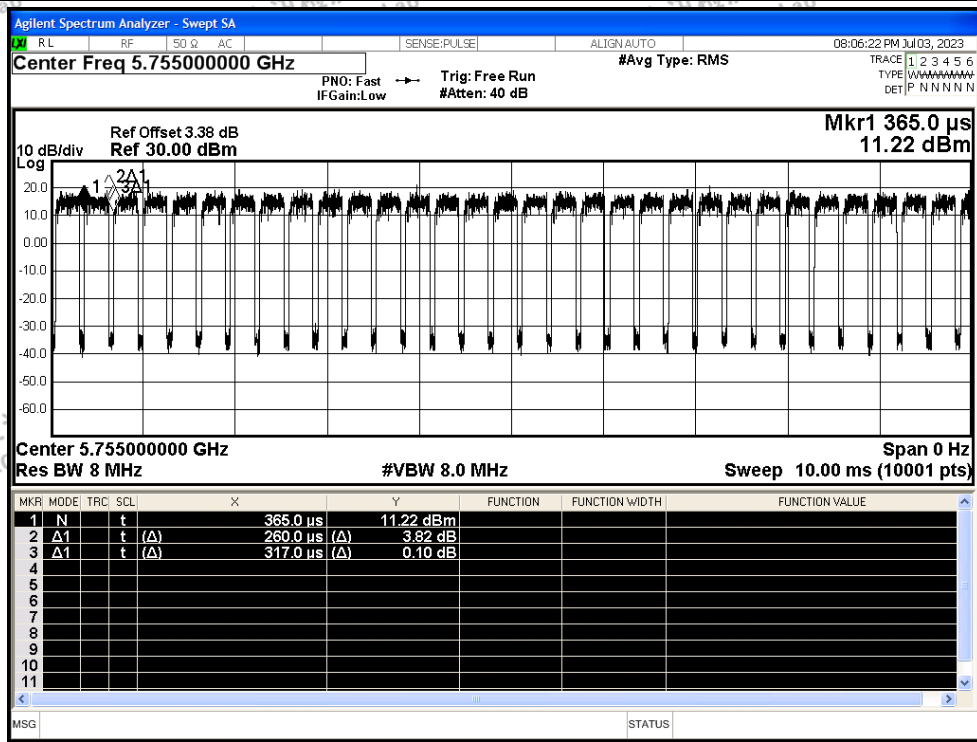 Agilent Spectrum Analyzer - Swept SA
LXI RL RF 50 Ω AC SENSE:PULSE ALIGN AUTO 08:06:22 PM Jul 03, 2023
Center Freq 5.755000000 GHz #Avg Type: RMS TRACE 1 2 3 4 5 6
PNO: Fast Trig: Free Run TYPE WWWWWW
IFGain:Low #Atten: 40 dB DET P N N N N N
Mkr1 365.0 µs
11.22 dBm
Ref Offset 3.38 dB
10 dB/div Ref 30.00 dBm
Log
1 2Δ1
3Δ1
20.0
10.0
0.00
-10.0
-20.0
-30.0
-40.0
-50.0
-60.0
Center 5.755000000 GHz Span 0 Hz
Res BW 8 MHz #VBW 8.0 MHz Sweep 10.00 ms (10001 pts)
MKR MODE TRC SCL X Y FUNCTION FUNCTION WIDTH FUNCTION VALUE
1 N t 365.0 µs 11.22 dBm
2 Δ1 t (Δ) 260.0 µs (Δ) 3.82 dB
3 Δ1 t (Δ) 317.0 µs (Δ) 0.10 dB
4
5
6
7
8
9
10
11
MSG STATUS